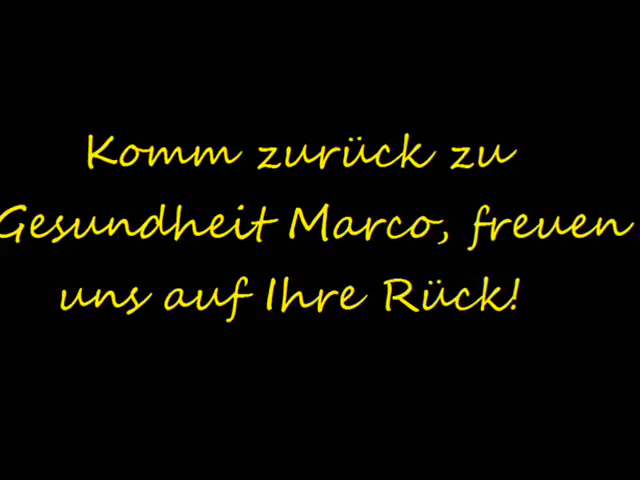 Komm zurück zu
Gesundheit Marco, freuen
uns auf Ihre Rück!